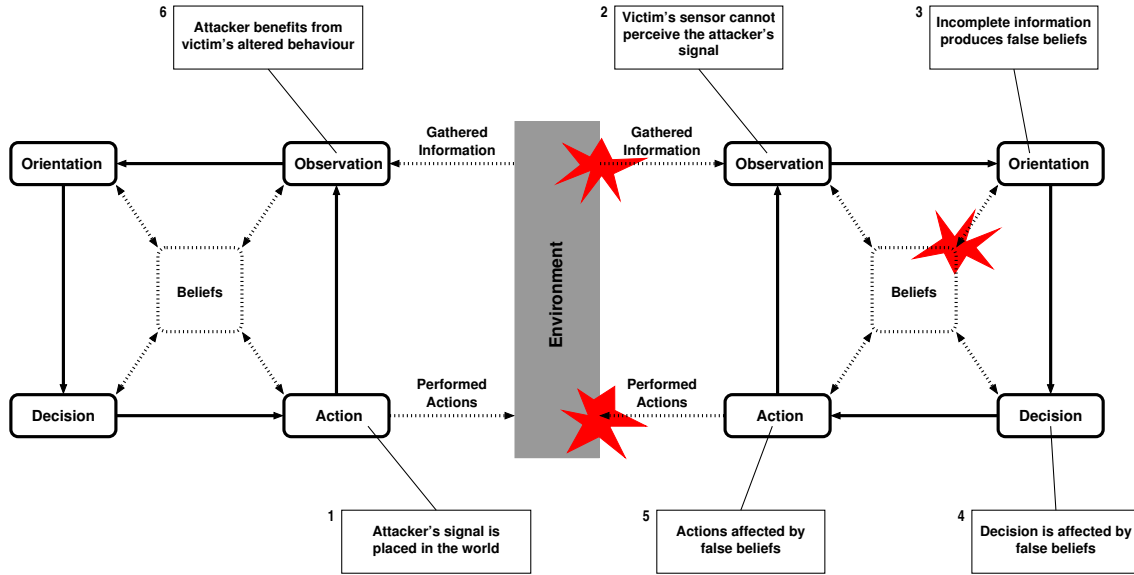 6
Attacker benefits from
victim's altered behaviour
2
Victim's sensor cannot
perceive the attacker's
signal
3
Incomplete information
produces false beliefs
Orientation
Observation
Gathered
Information
Gathered
Information
Observation
Orientation
Beliefs
Environment
Beliefs
Decision
Action
Performed
Actions
Performed
Actions
Action
Decision
1
Attacker's signal is
placed in the world
5
Actions affected by
false beliefs
4
Decision is affected by
false beliefs